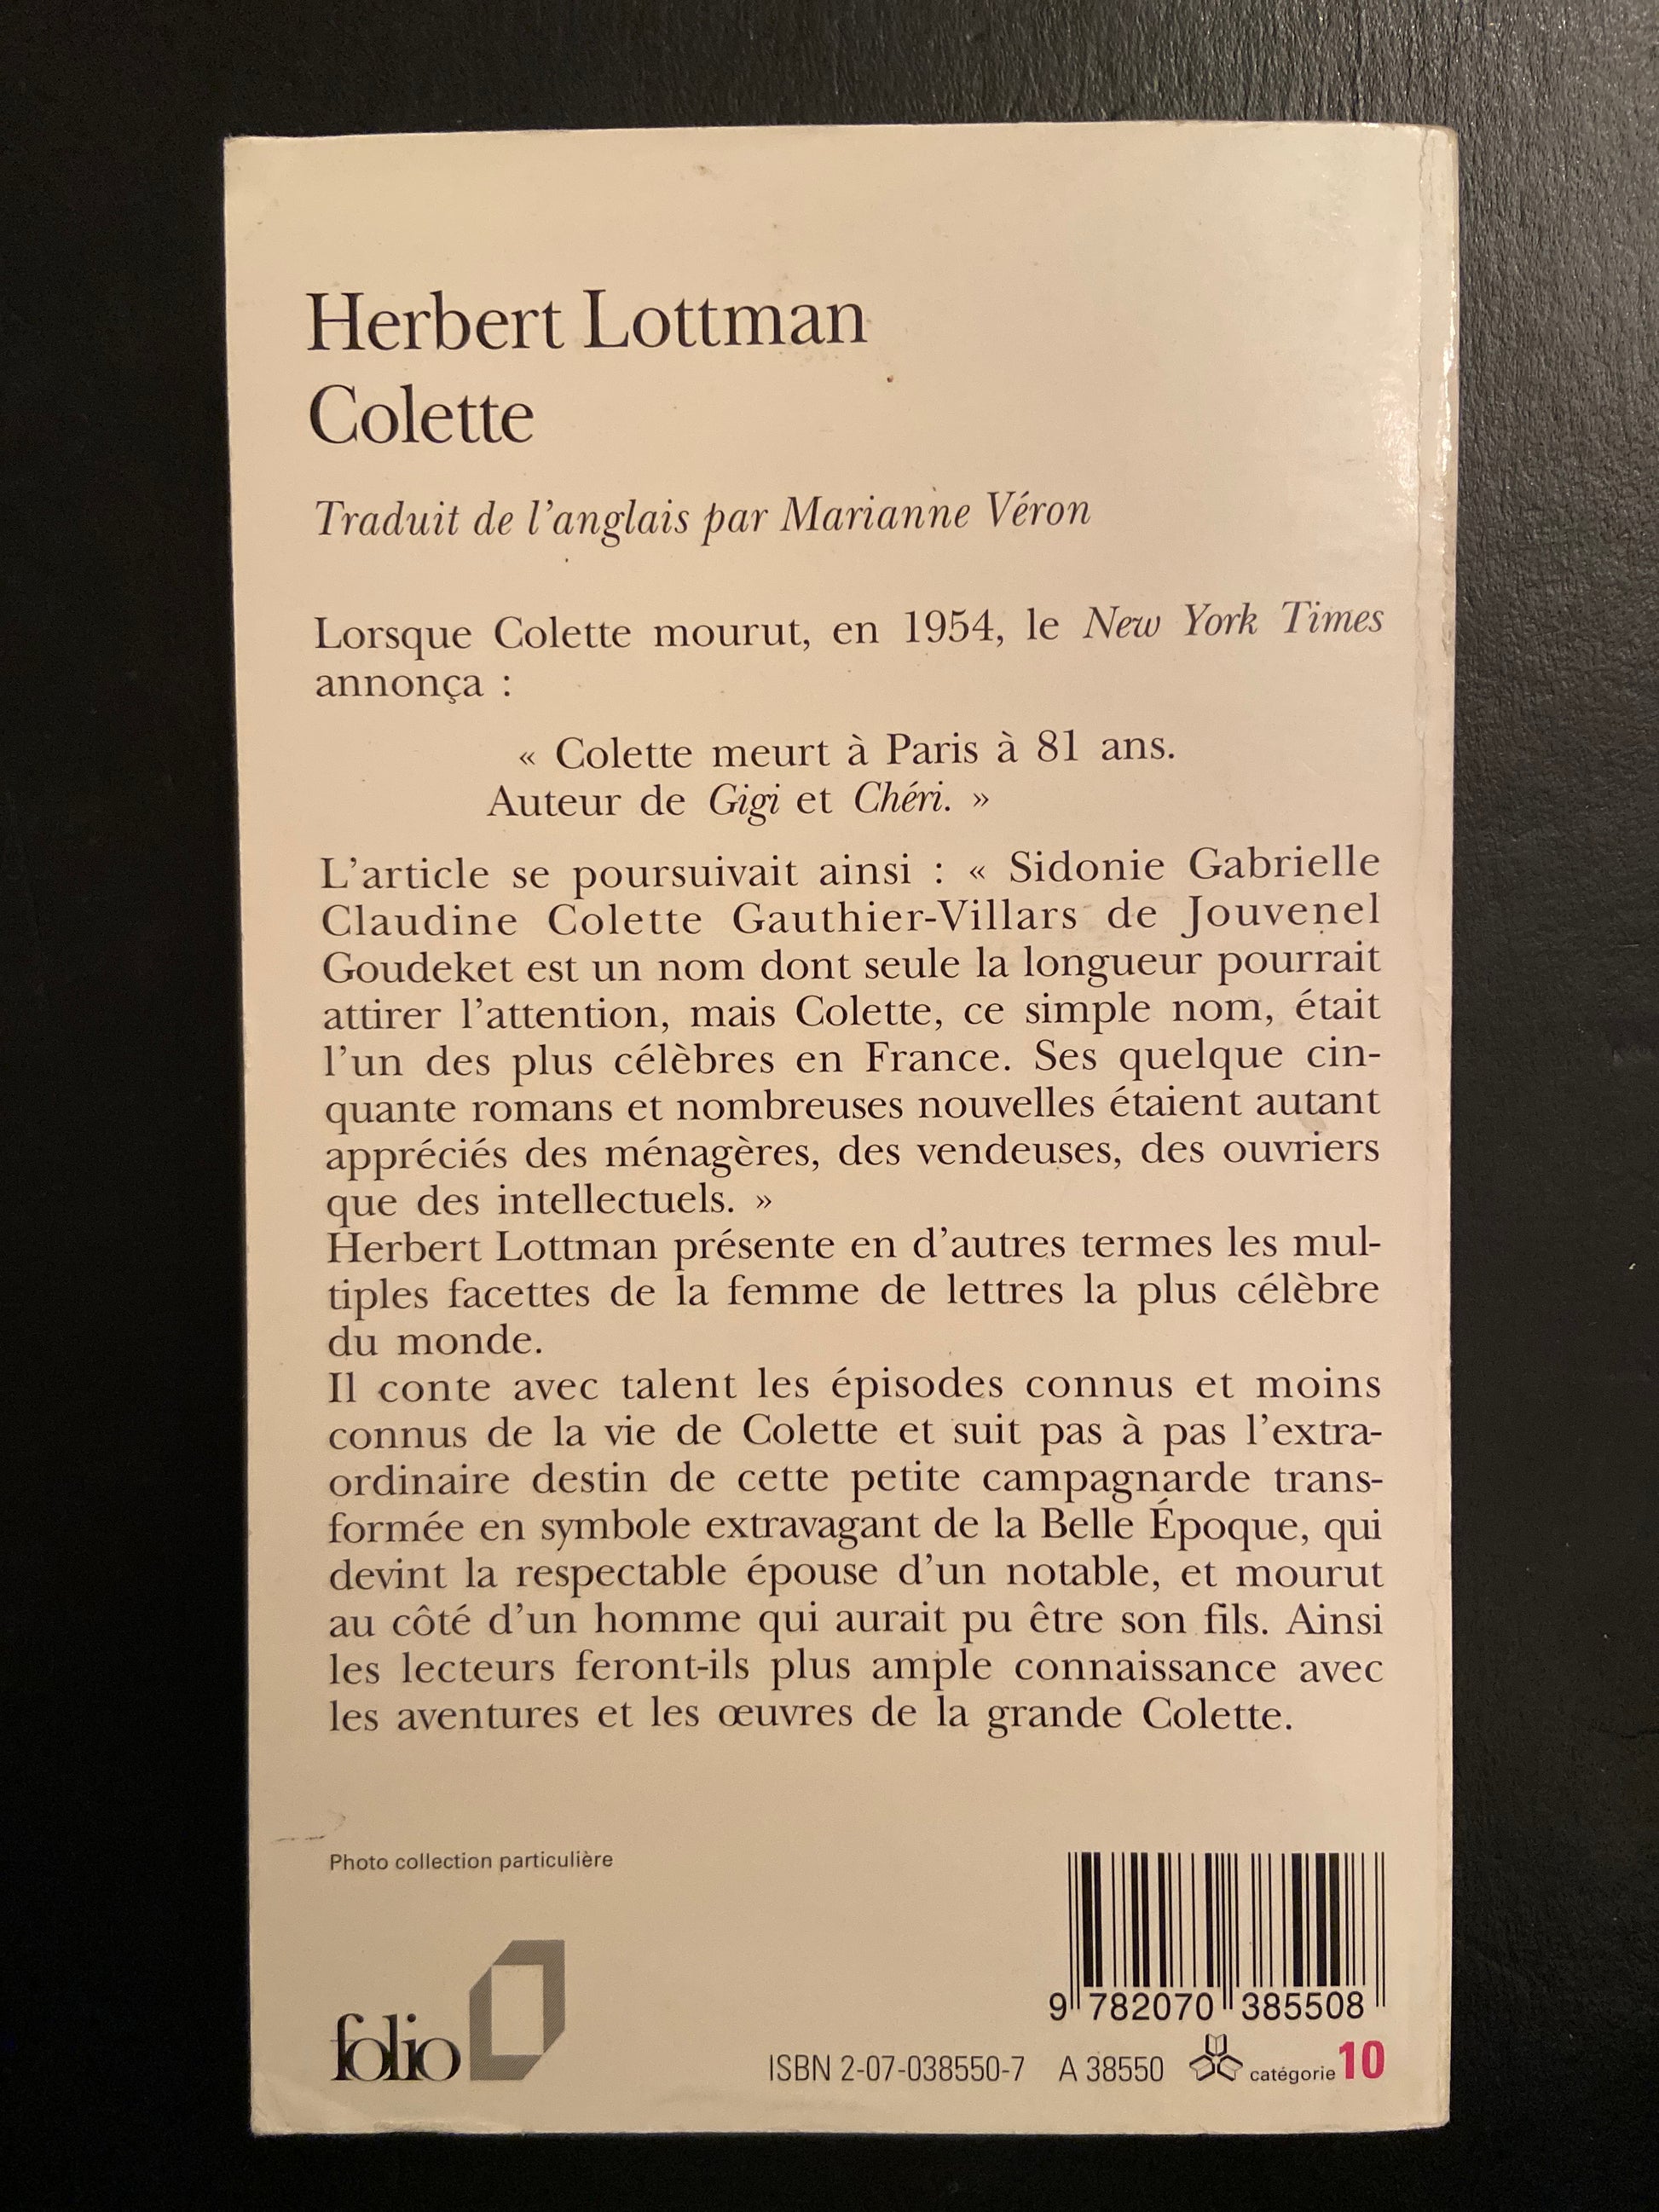 Herbert Lottman
Colette
Traduit de l'anglais par Marianne Véron
Lorsque Colette mourut, en 1954, le New York Times
annonça :
« Colette meurt à Paris à 81 ans.
Auteur de Gigi et Chéri. »
L'article se poursuivait ainsi : « Sidonie Gabrielle
Claudine Colette Gauthier-Villars de Jouvenel
Goudeket est un nom dont seule la longueur pourrait
attirer l'attention, mais Colette, ce simple nom, était
l'un des plus célèbres en France. Ses quelque cin-
quante romans et nombreuses nouvelles étaient autant
appréciés des ménagères, des vendeuses, des ouvriers
que des intellectuels. »
Herbert Lottman présente en d'autres termes les mul-
tiples facettes de la femme de lettres la plus célèbre
du monde.
Il conte avec talent les épisodes connus et moins
connus de la vie de Colette et suit pas à pas l'extra-
ordinaire destin de cette petite campagnarde trans-
formée en symbole extravagant de la Belle Époque, qui
devint la respectable épouse d'un notable, et mourut
au côté d'un homme qui aurait pu être son fils. Ainsi
les lecteurs feront-ils plus ample connaissance avec
les aventures et les œuvres de la grande Colette.
Photo collection particulière
9 782070 385508
folio
ISBN 2-07-038550-7 A 38550 catégorie 10